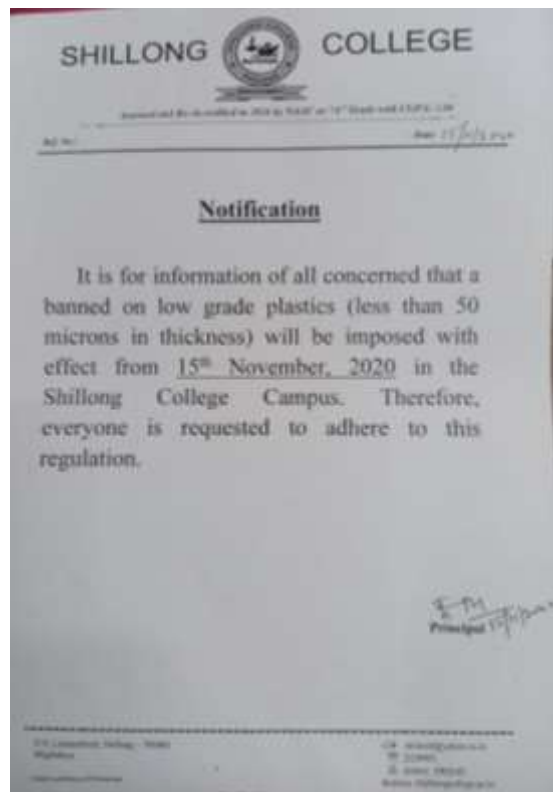 SHILLONG COLLEGE
Notification
It is for information of all concerned that a
banned on low grade plastics (less than 50
microns in thickness) will be imposed with
effect from 15th November, 2020 in the
Shillong College Campus. Therefore,
everyone is requested to adhere to this
regulation.
Principal